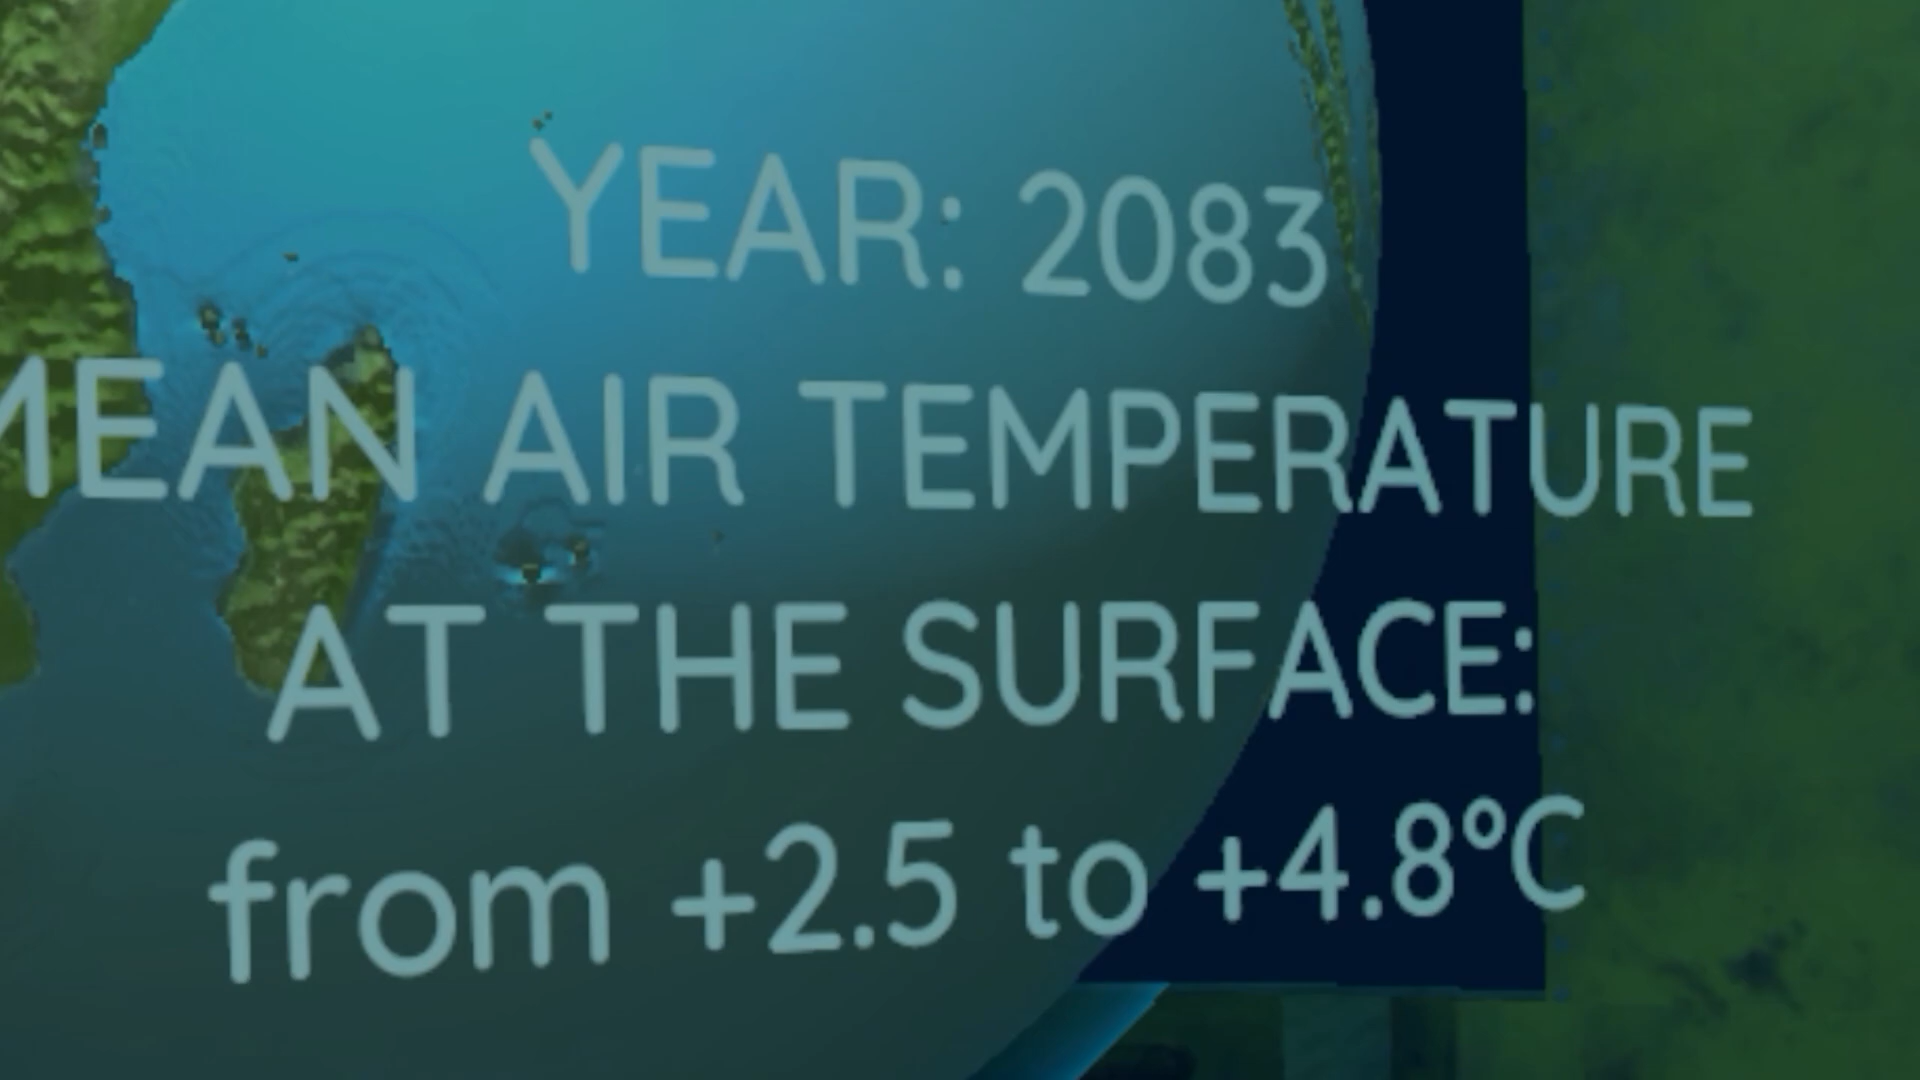 YEAR: 2083
MEAN AIR TEMPERATURE
AT THE SURFACE:
from +2.5 to +4.8°C